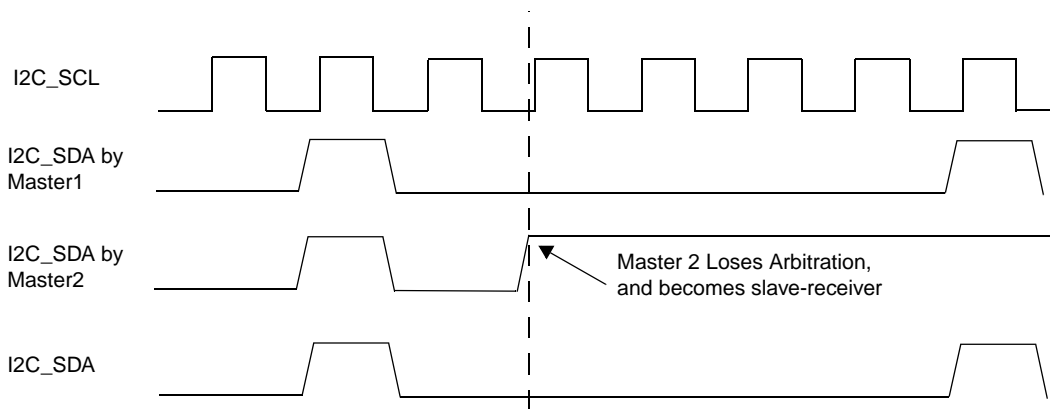 I2C_SCL
I2C_SDA by
Master1
I2C_SDA by
Master2
Master 2 Loses Arbitration,
and becomes slave-receiver
I2C_SDA